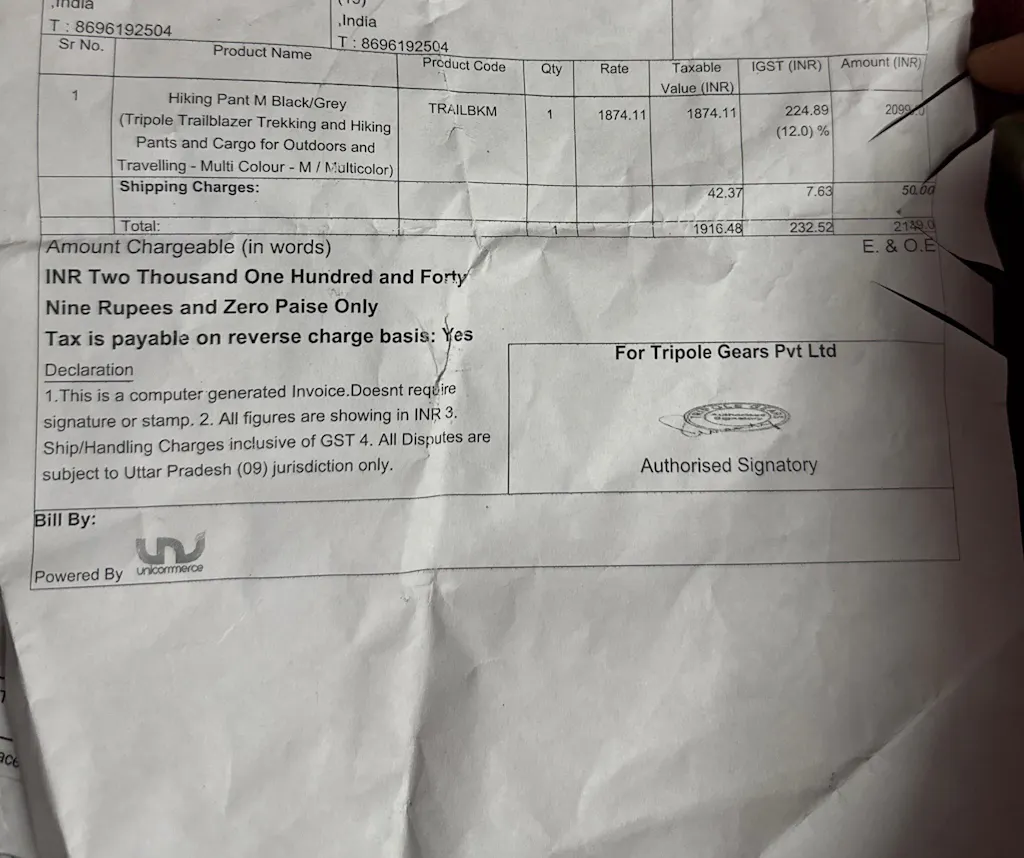 ,India
T : 8696192504
,India
T : 8696192504
Sr No.
Product Name
Product Code
Qty
Rate
Taxable
Value (INR)
IGST (INR)
Amount (INR)
1
Hiking Pant M Black/Grey
(Tripole Trailblazer Trekking and Hiking
Pants and Cargo for Outdoors and
Travelling - Multi Colour - M / Multicolor)
TRAILBKM
1
1874.11
1874.11
224.89
(12.0) %
2099.0
Shipping Charges:
42.37
7.63
50.00
Total:
1
1916.48
232.52
2149.0
Amount Chargeable (in words)
E. & O.E
INR Two Thousand One Hundred and Forty
Nine Rupees and Zero Paise Only
Tax is payable on reverse charge basis: Yes
Declaration
1.This is a computer generated Invoice.Doesnt require
signature or stamp. 2. All figures are showing in INR 3.
Ship/Handling Charges inclusive of GST 4. All Disputes are
subject to Uttar Pradesh (09) jurisdiction only.
For Tripole Gears Pvt Ltd
Authorised Signatory
Bill By:
Powered By
unicommerce